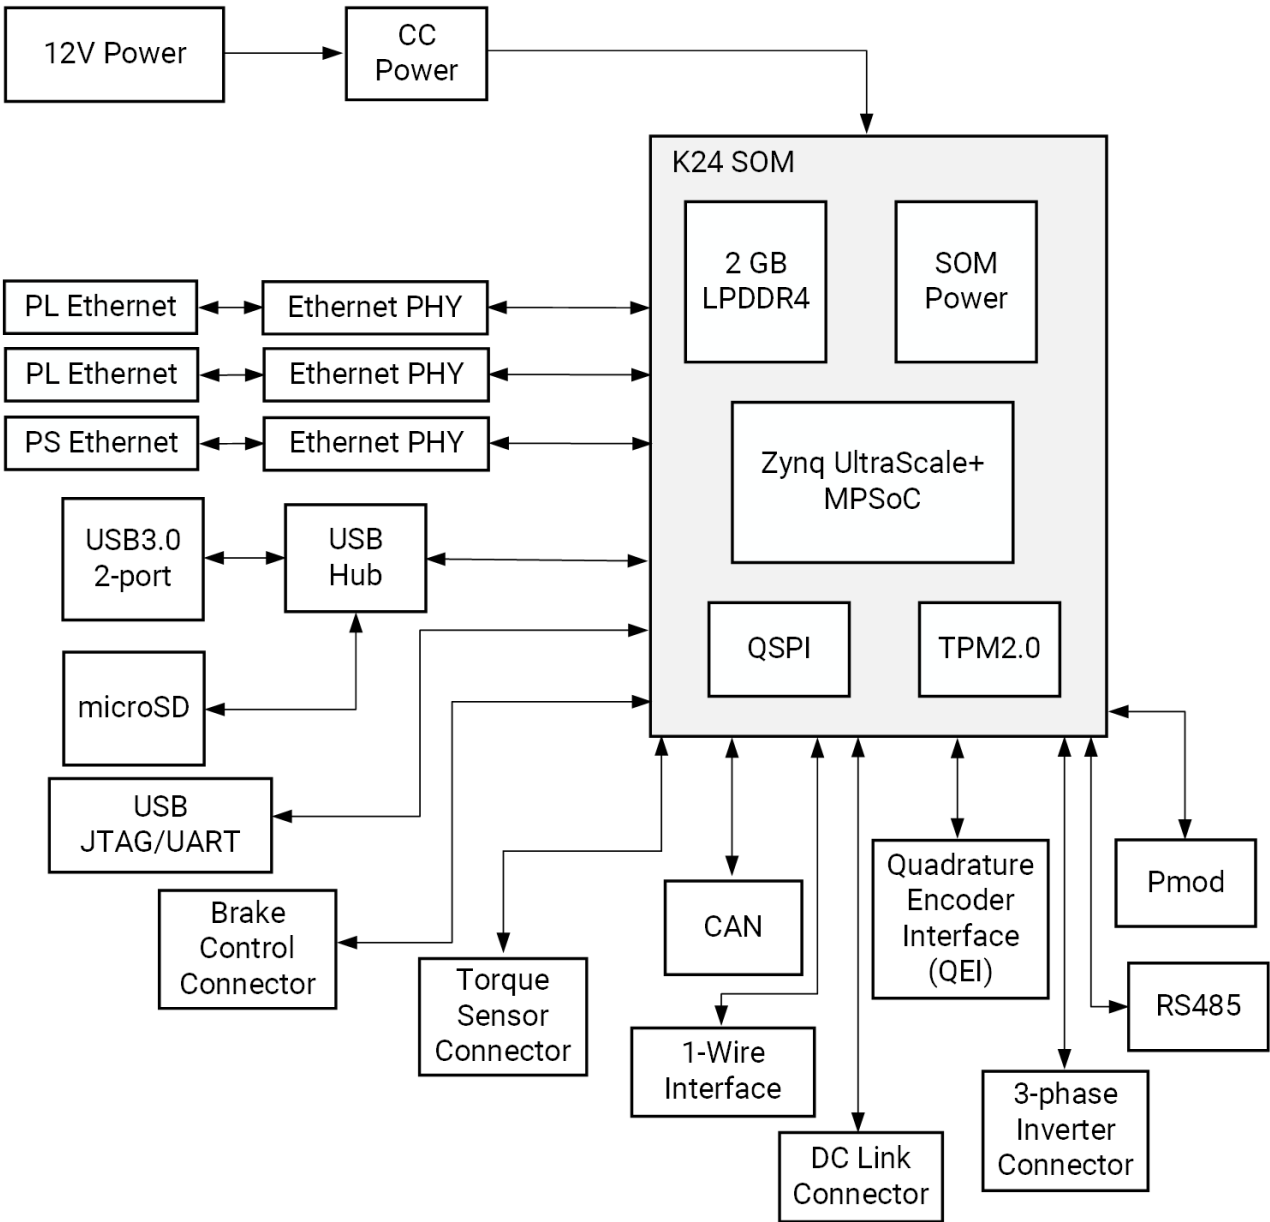 12V Power
CC
Power
K24 SOM
2 GB
LPDDR4
SOM
Power
PL Ethernet
Ethernet PHY
PL Ethernet
Ethernet PHY
PS Ethernet
Ethernet PHY
Zynq UltraScale+
MPSoC
USB3.0
2-port
USB
Hub
QSPI
TPM2.0
microSD
USB
JTAG/UART
Brake
Control
Connector
Torque
Sensor
Connector
CAN
1-Wire
Interface
DC Link
Connector
Quadrature
Encoder
Interface
(QEI)
Pmod
RS485
3-phase
Inverter
Connector